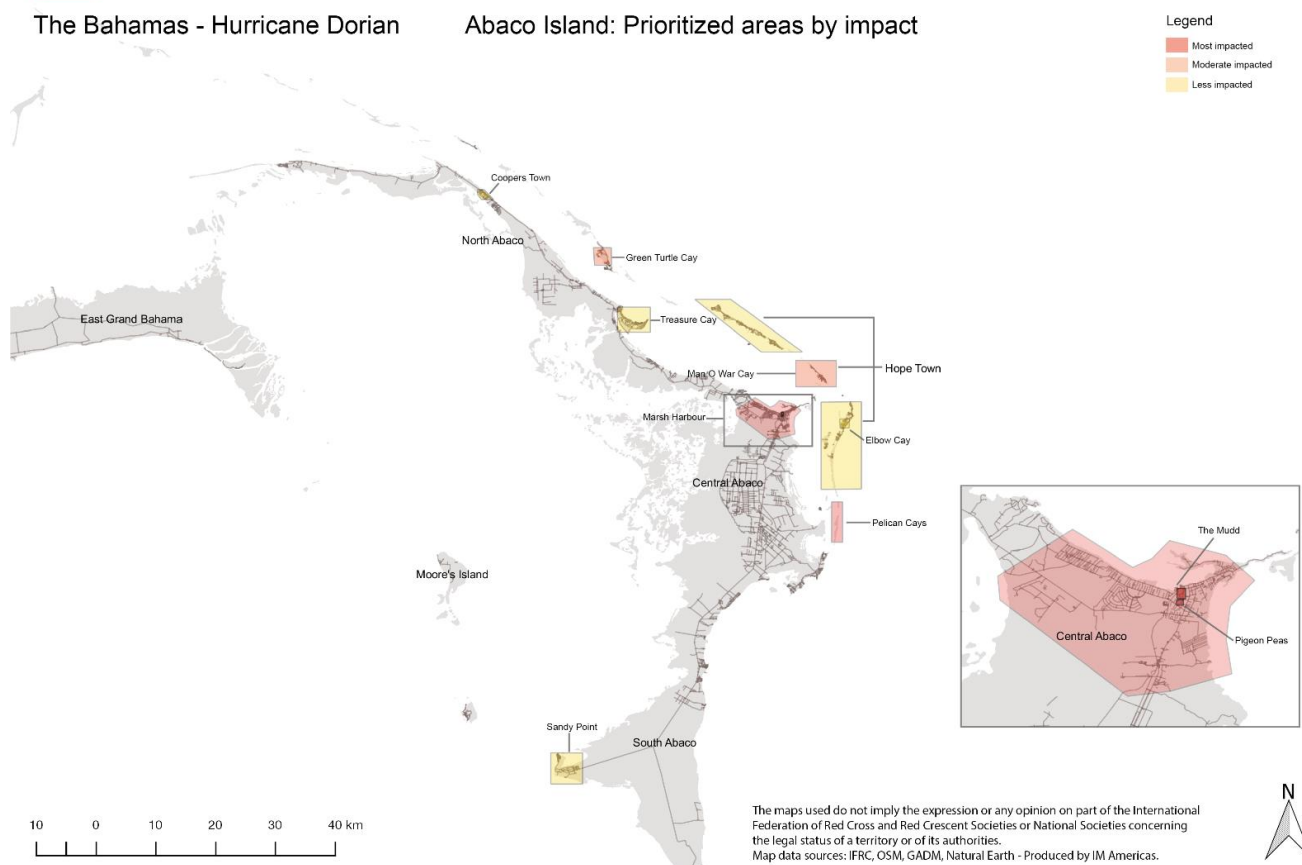 The Bahamas - Hurricane Dorian
Abaco Island: Prioritized areas by impact
Legend
Most impacted
Moderate impacted
Less impacted
Coopers Town
North Abaco
Green Turtle Cay
East Grand Bahama
Treasure Cay
Man O War Cay
Hope Town
Marsh Harbour
Elbow Cay
Central Abaco
Pelican Cays
The Mudd
Moore's Island
Central Abaco
Pigeon Peas
Sandy Point
South Abaco
10 0 10 20 30 40 km
The maps used do not imply the expression or any opinion on part of the International
Federation of Red Cross and Red Crescent Societies or National Societies concerning
the legal status of a territory or of its authorities.
Map data sources: IFRC, OSM, GADM, Natural Earth - Produced by IM Americas.
N